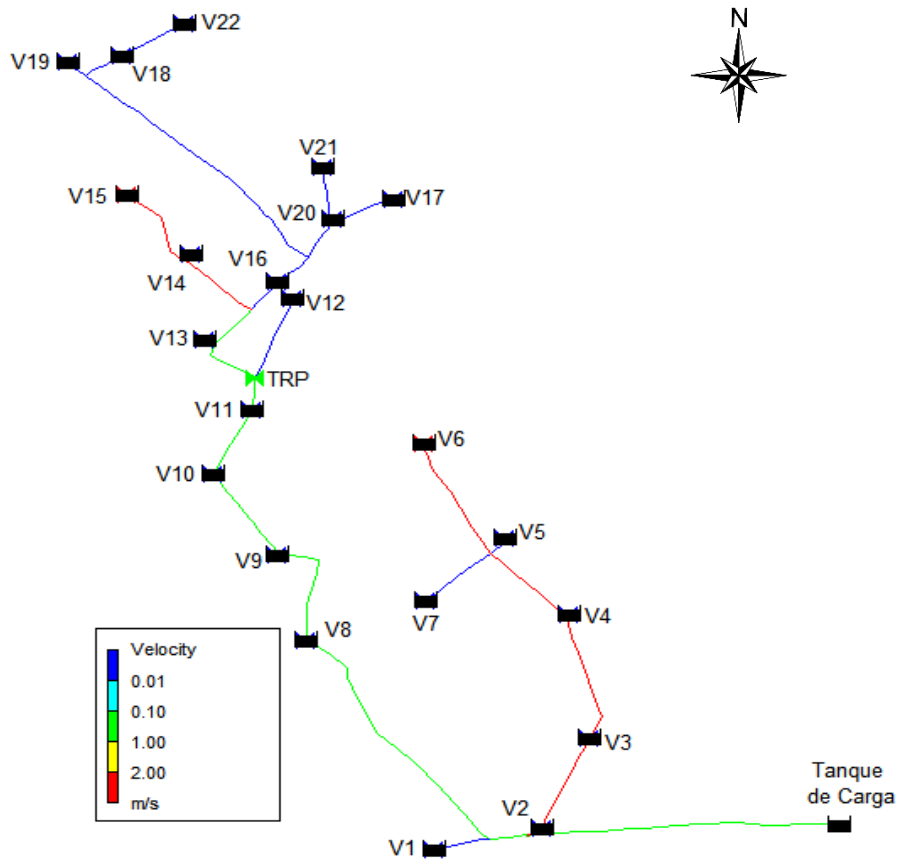 N
V22
V19
V18
V21
V15
V17
V20
V16
V14
V12
V13
TRP
V11
V6
V10
V5
V9
V7
V4
V8
Velocity
0.01
0.10
1.00
2.00
m/s
V3
Tanque
de Carga
V2
V1